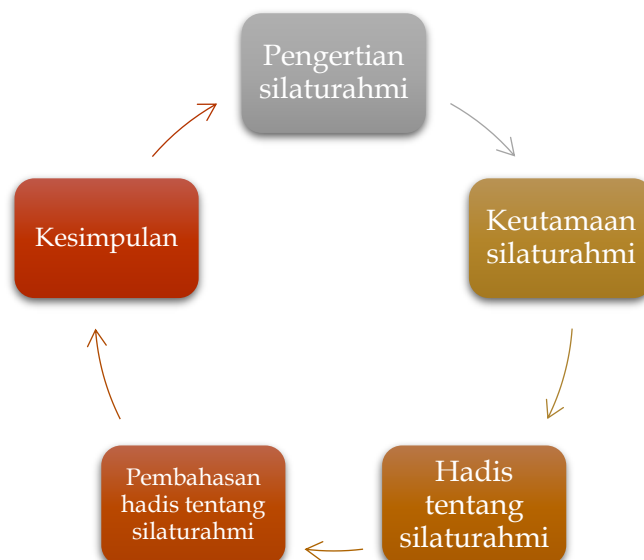 Pengertian
silaturahmi
Keutamaan
silaturahmi
Hadis
tentang
silaturahmi
Pembahasan
hadis tentang
silaturahmi
Kesimpulan